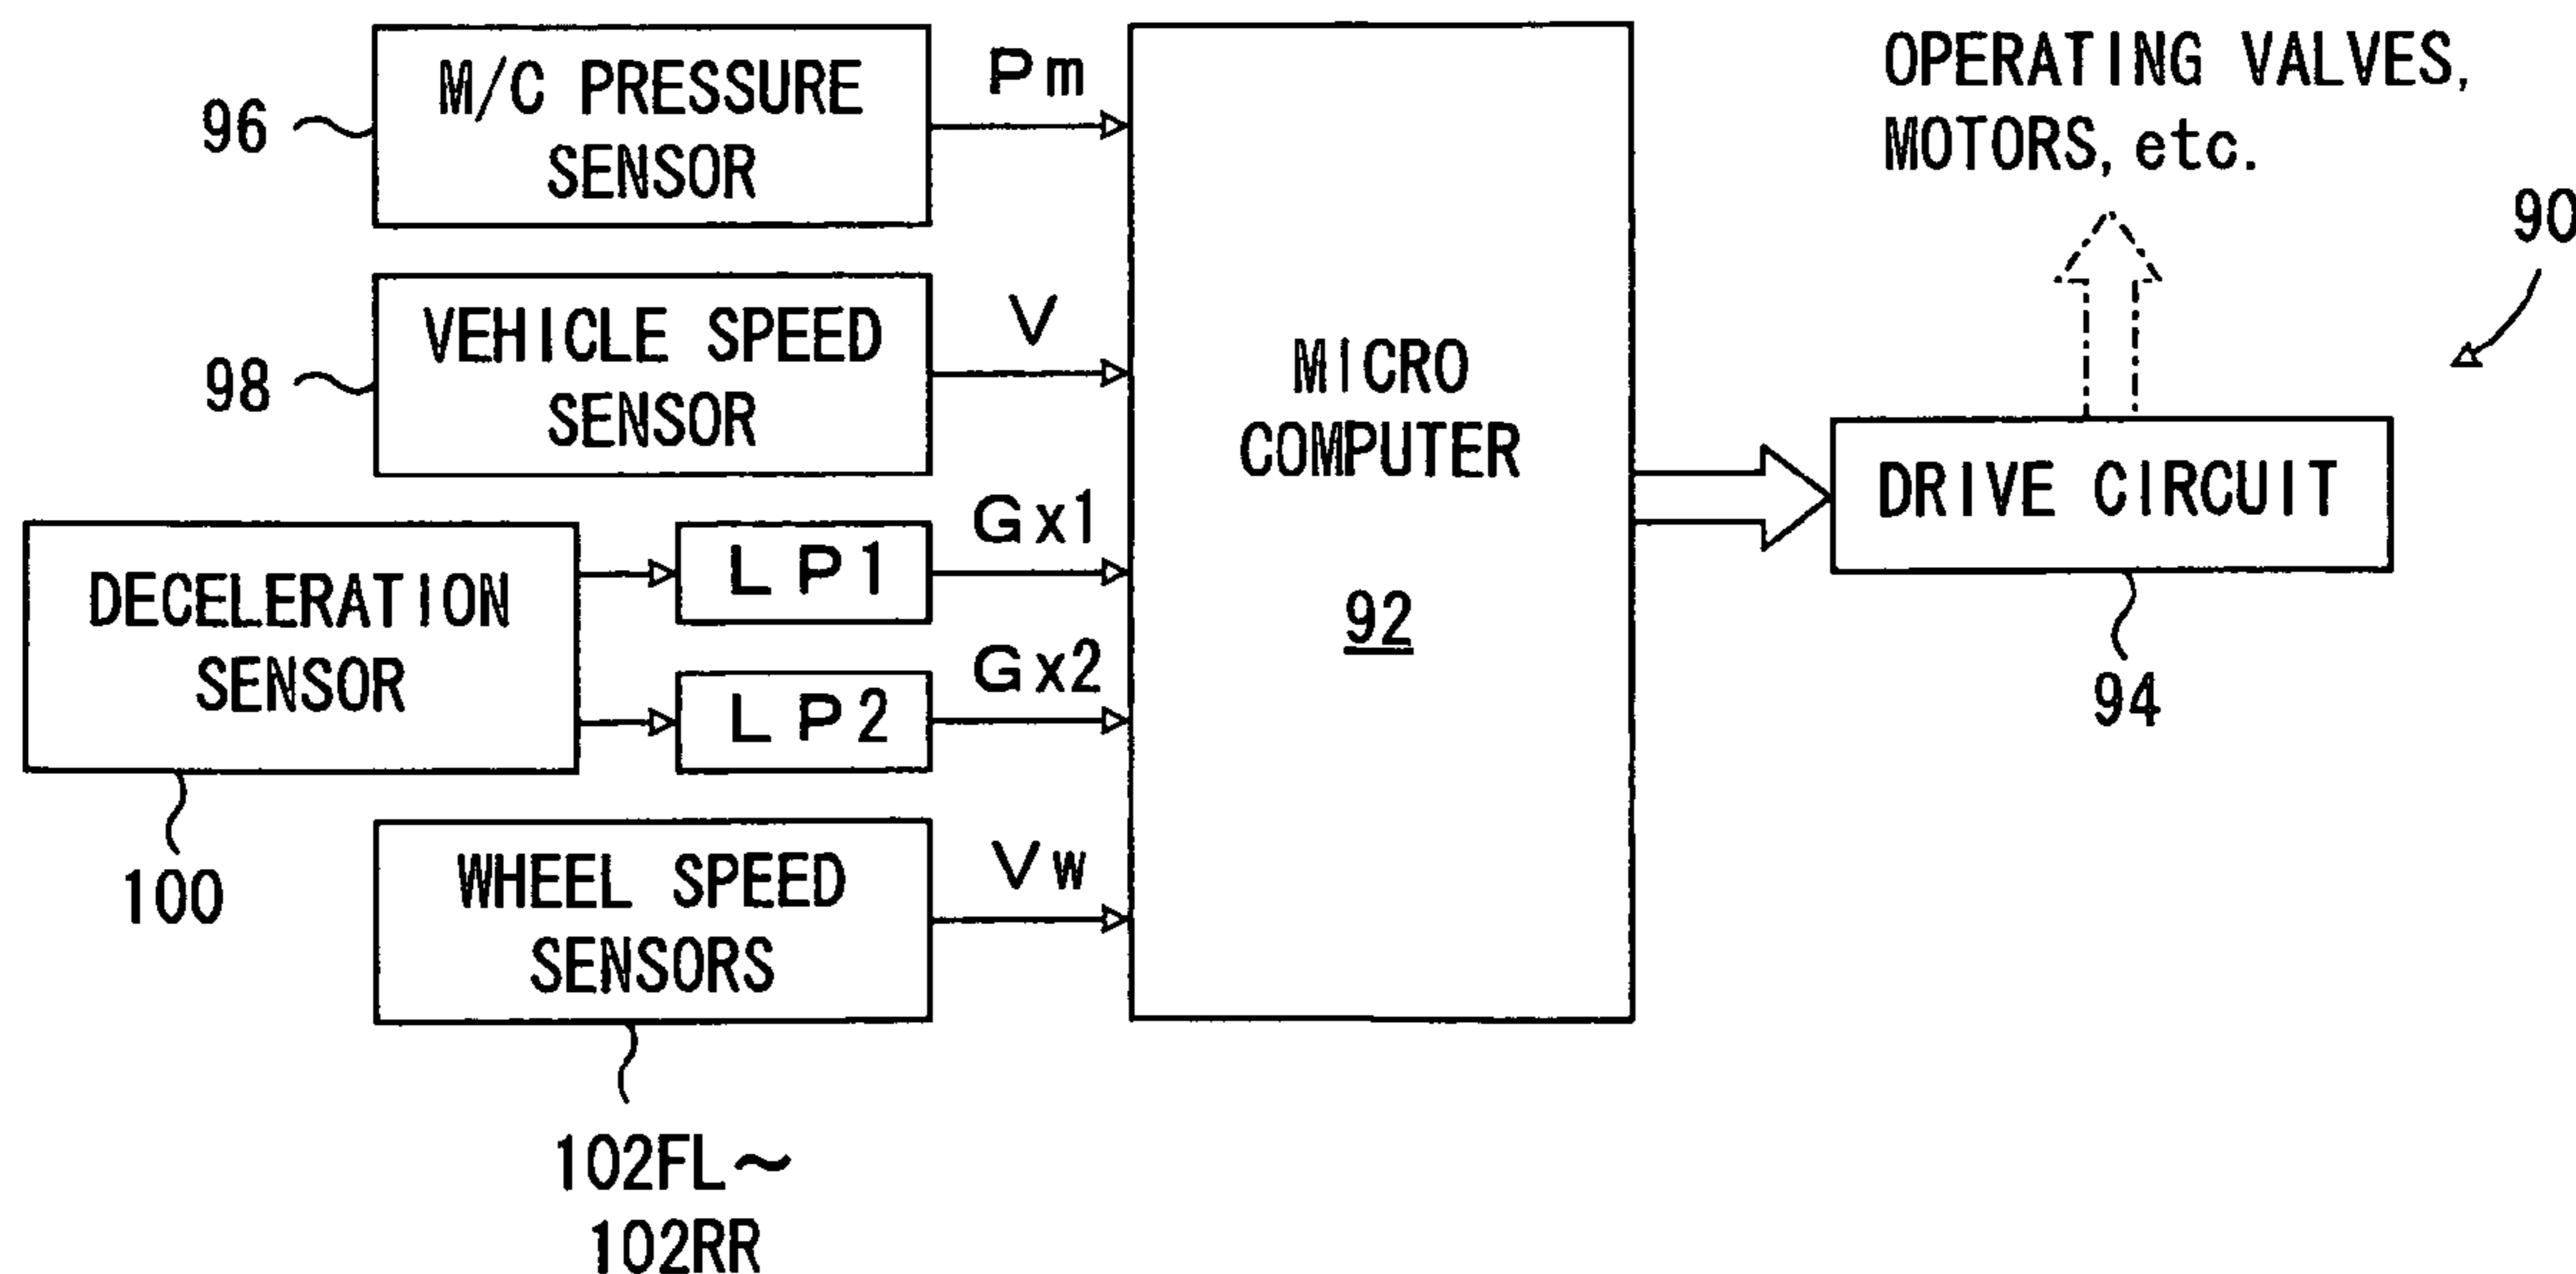 M/C PRESSURE
SENSOR
96
Pm
VEHICLE SPEED
SENSOR
98
V
DECELERATION
SENSOR
100
LP1
Gx1
LP2
Gx2
WHEEL SPEED
SENSORS
Vw
102FL～
102RR
MICRO
COMPUTER
92
OPERATING VALVES,
MOTORS, etc.
90
DRIVE CIRCUIT
94